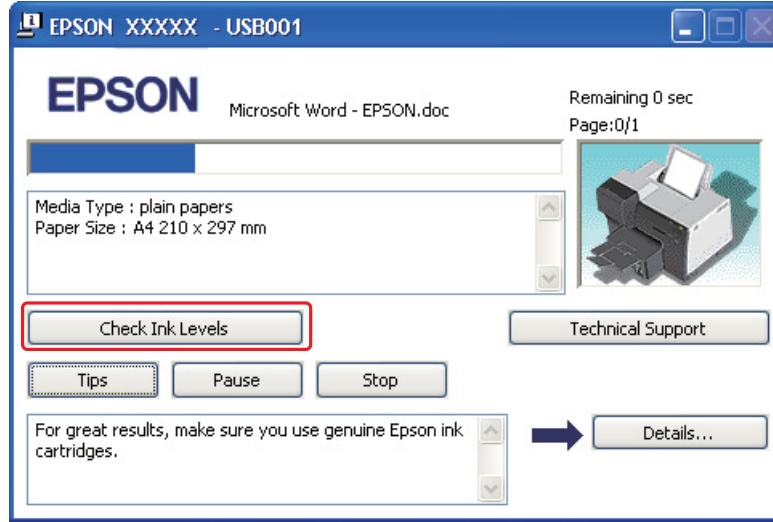 EPSON XXXXX - USB001
EPSON
Microsoft Word - EPSON.doc
Remaining 0 sec
Page:0/1
Media Type : plain papers
Paper Size : A4 210 x 297 mm
Check Ink Levels
Technical Support
Tips
Pause
Stop
For great results, make sure you use genuine Epson ink
cartridges.
Details...